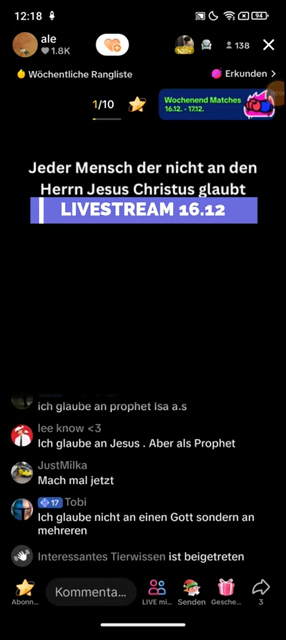 12:18
94
ale
1.8K
138
Wöchentliche Rangliste
Erkunden >
1/10
Wochenend Matches
16.12. - 17.12.
Jeder Mensch der nicht an den
Herrn Jesus Christus glaubt
LIVESTREAM 16.12
ich glaube an prophet Isa a.s
lee know <3
Ich glaube an Jesus . Aber als Prophet
JustMilka
Mach mal jetzt
17 Tobi
Ich glaube nicht an einen Gott sondern an
mehreren
Interessantes Tierwissen ist beigetreten
Kommenta...
Abonn... LIVE mi... Senden Gesche... 3